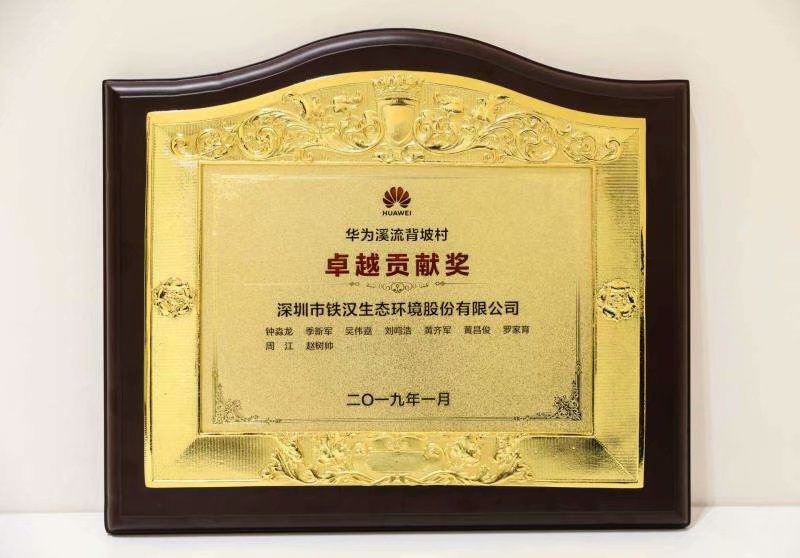 HUAWEI
华为溪流背坡村
卓越贡献奖
深圳市铁汉生态环境股份有限公司
钟淼龙 季新军 吴伟嘉 刘鸣浩 黄齐军 黄昌俊 罗家育
周江 赵树帅
二〇一九年一月